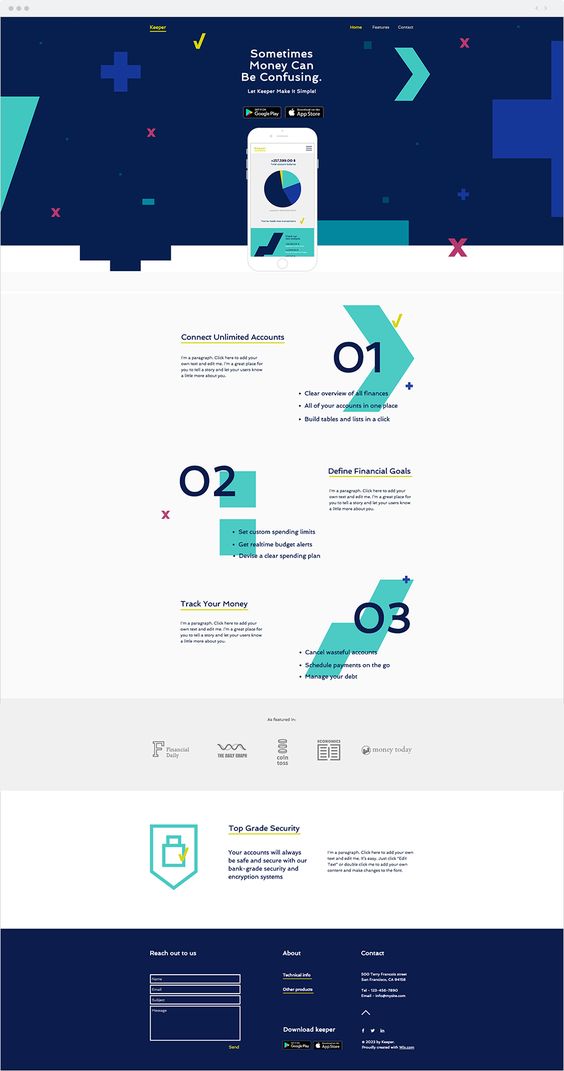 Keeper
Home Features Contact
Sometimes
Money Can
Be Confusing.
Let Keeper Make it Simple!
GET IT ON
Google Play
Download on the
App Store
Keeper
Connect Unlimited Accounts
I'm a paragraph. Click here to add your
own text and edit me. I'm a great place for
you to tell a story and let your users know
a little more about you.
01
Clear overview of all finances
All of your accounts in one place
Build tables and lists in a click
02
Define Financial Goals
I'm a paragraph. Click here to add your
own text and edit me. I'm a great place for
you to tell a story and let your users know
a little more about you.
Set custom spending limits
Get realtime budget alerts
Devise a clear spending plan
Track Your Money
I'm a paragraph. Click here to add your
own text and edit me. I'm a great place for
you to tell a story and let your users know
a little more about you.
03
Cancel wasteful accounts
Schedule payments on the go
Manage your debt
As featured in:
F Financial
Daily
THE DAILY GRAPH
coin
toss
ECONOMICS
money today
Top Grade Security
Your accounts will always
be safe and secure with our
bank-grade security and
encryption systems
I'm a paragraph. Click here to add your own
text and edit me. It's easy. Just click "Edit
Text" or double click me to add your own
content and make changes to the font.
Reach out to us
Name
Email
Subject
Message
Send
About
Technical info
Other products
Download keeper
GET IT ON
Google Play
Download on the
App Store
Contact
500 Terry Francois street
San Francisco, CA 94158
Tel - 123-456-7890
Email - info@mysite.com
© 2023 by Keeper.
Proudly created with Wix.com